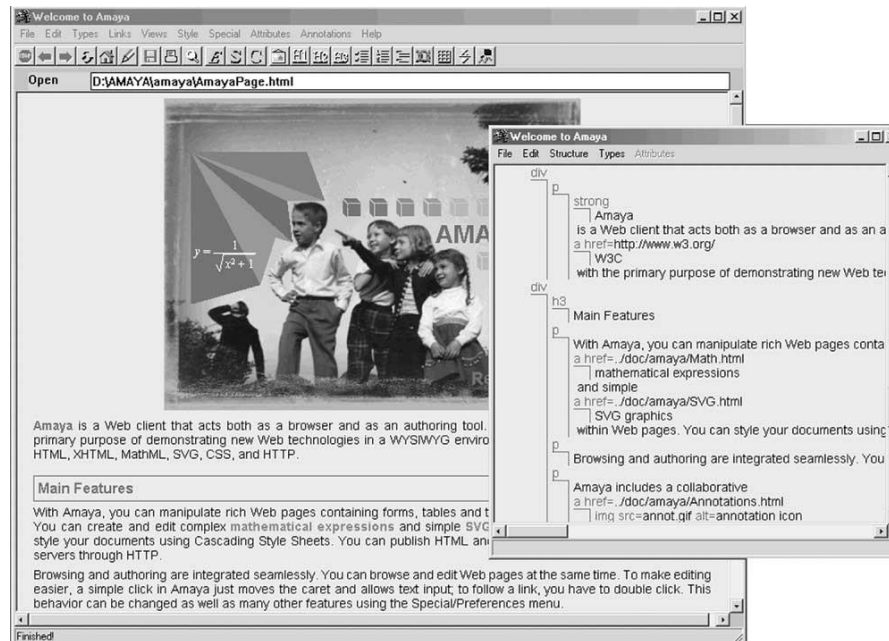 Welcome to Amaya
File Edit Types Links Views Style Special Attributes Annotations Help
Open D:\AMAYA\amaya\AmayaPage.html
y = 1 / √x² + 1
AMA
Amaya is a Web client that acts both as a browser and as an authoring tool.
primary purpose of demonstrating new Web technologies in a WYSIWYG enviro
HTML, XHTML, MathML, SVG, CSS, and HTTP.
Main Features
With Amaya, you can manipulate rich Web pages containing forms, tables and t
You can create and edit complex mathematical expressions and simple SVG
style your documents using Cascading Style Sheets. You can publish HTML an
servers through HTTP.
Browsing and authoring are integrated seamlessly. You can browse and edit Web pages at the same time. To make editing
easier, a simple click in Amaya just moves the caret and allows text input; to follow a link, you have to double click. This
behavior can be changed as well as many other features using the Special/Preferences menu.
Finished!
Welcome to Amaya
File Edit Structure Types Attributes
div
p
strong
Amaya
is a Web client that acts both as a browser and as an a
a href=http://www.w3.org/
W3C
with the primary purpose of demonstrating new Web te
div
h3
Main Features
p
With Amaya, you can manipulate rich Web pages conta
a href=../doc/amaya/Math.html
mathematical expressions
and simple
a href=../doc/amaya/SVG.html
SVG graphics
within Web pages. You can style your documents using
p
Browsing and authoring are integrated seamlessly. You
p
Amaya includes a collaborative
a href=../doc/amaya/Annotations.html
img src=annot.gif alt=annotation icon